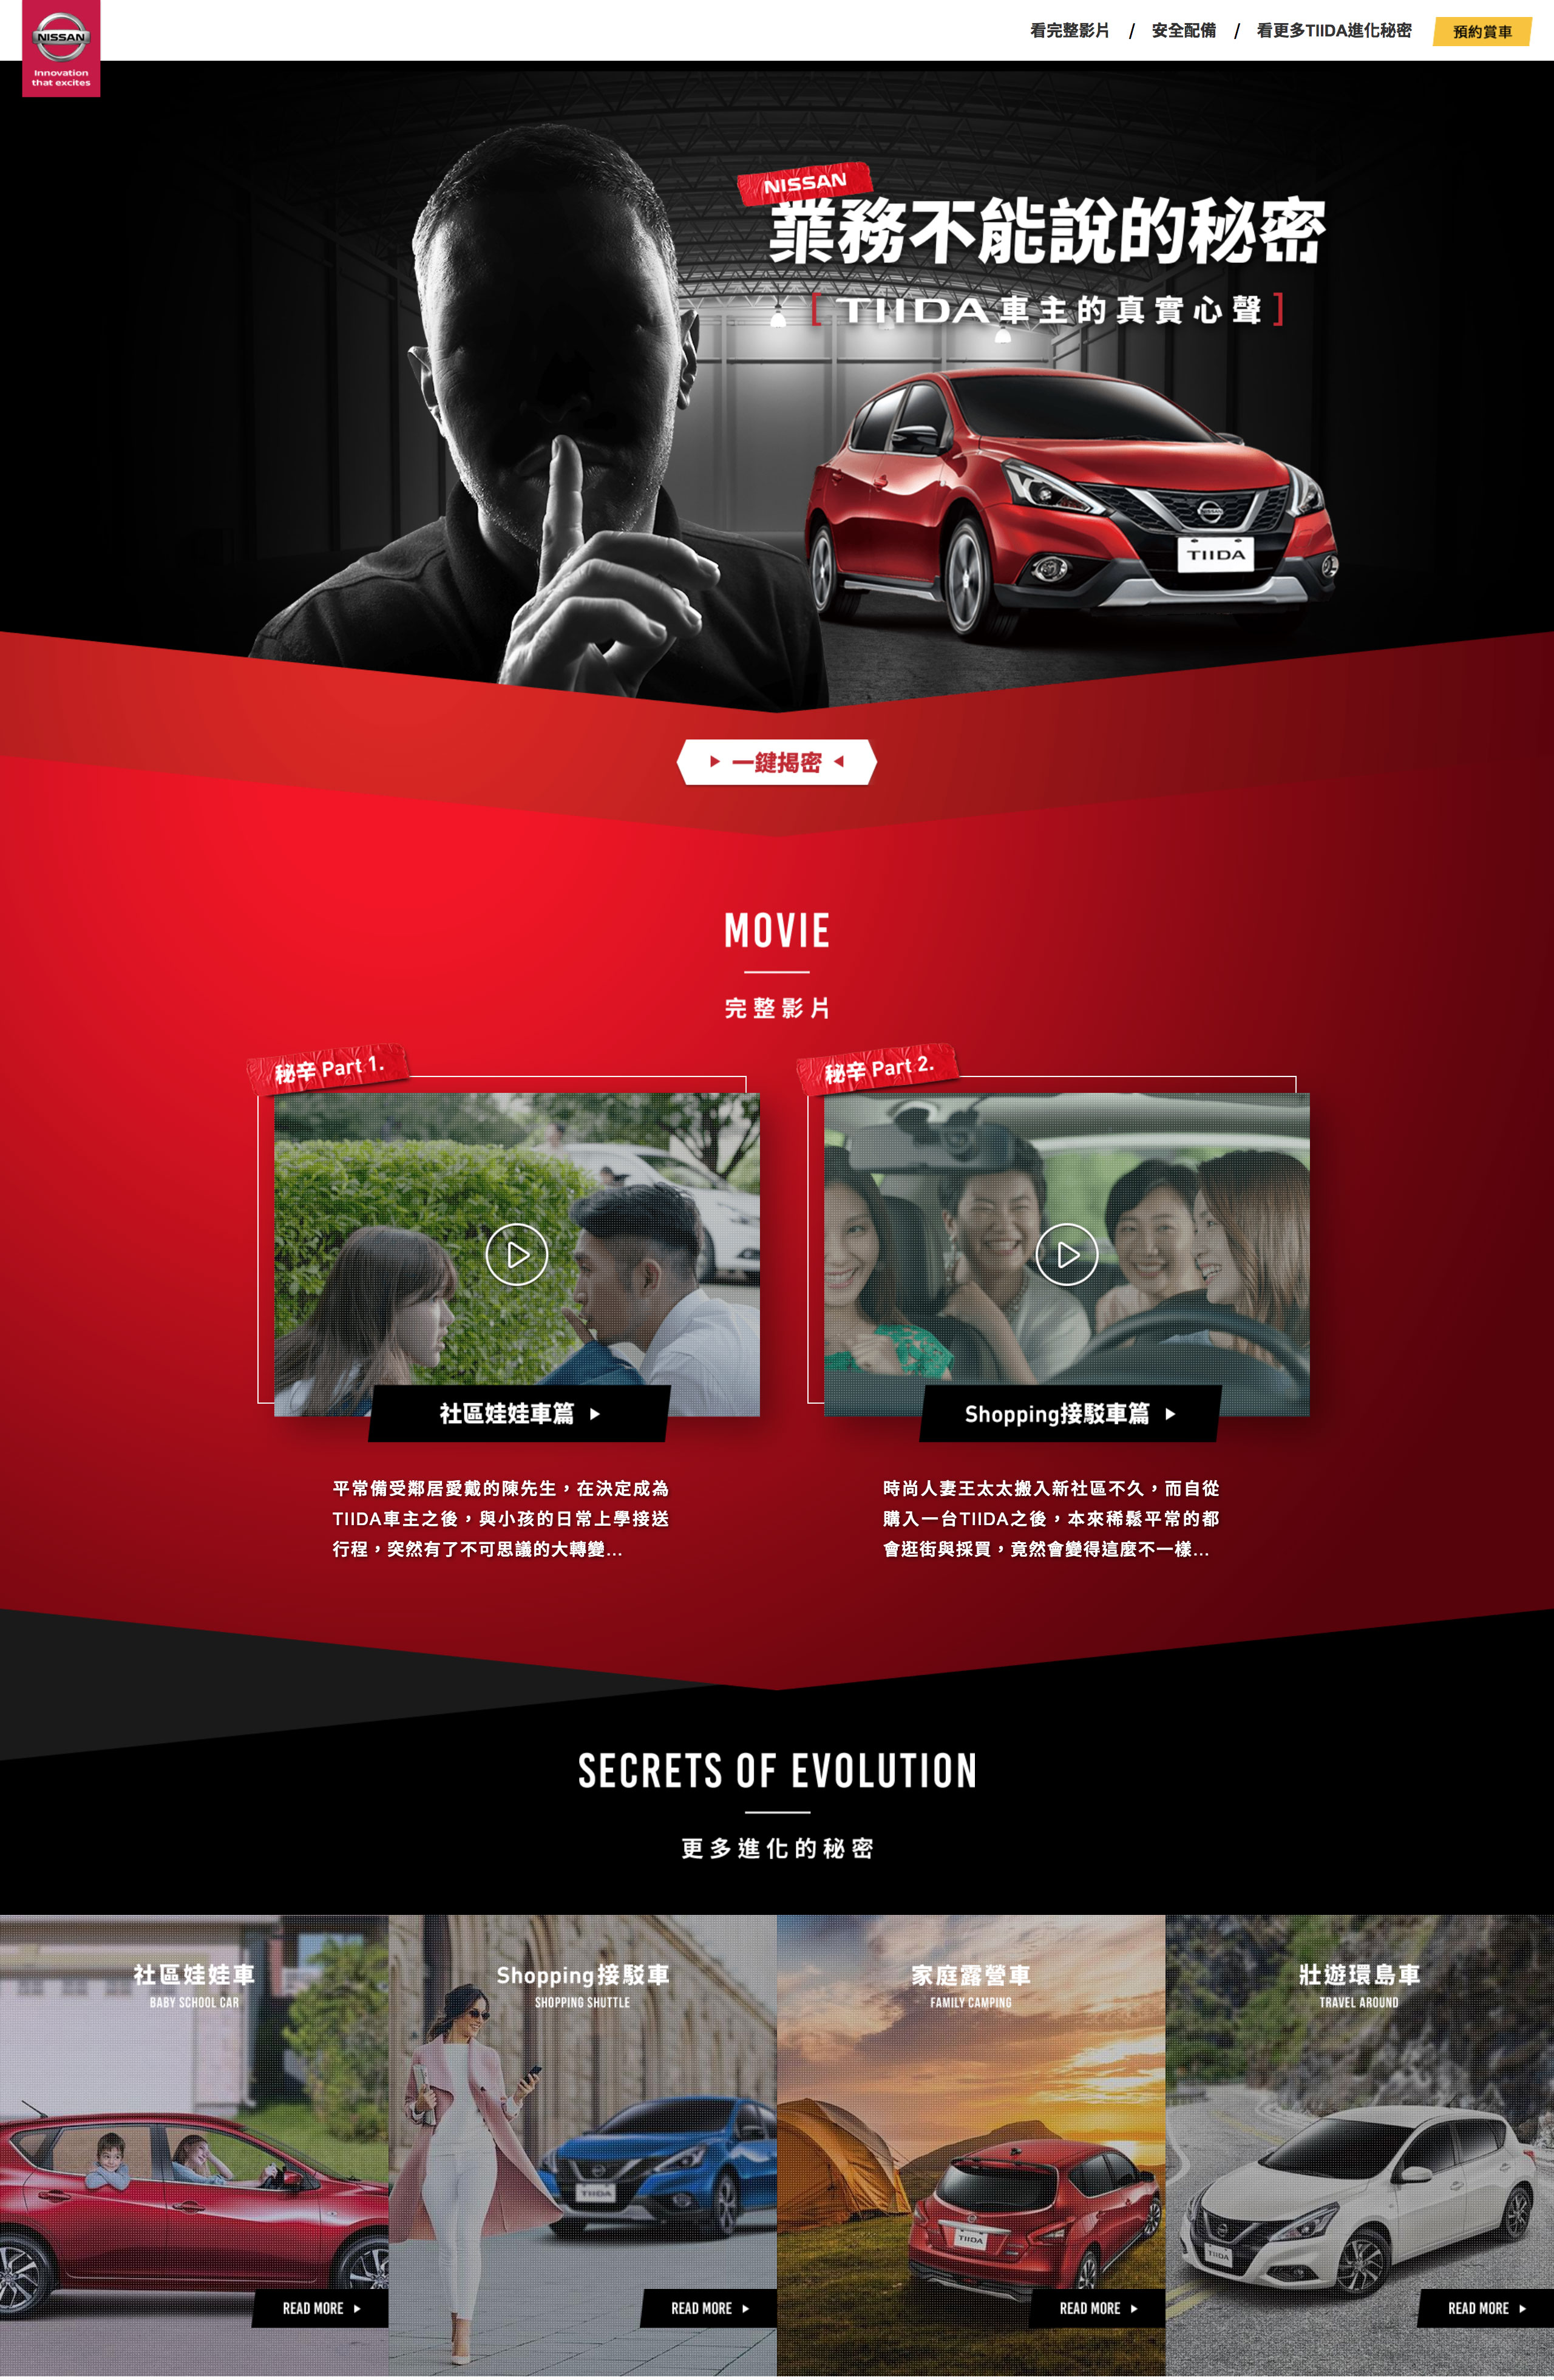 NISSAN
Innovation
that excites
看完整影片 / 安全配備 / 看更多TIIDA進化秘密 預約賞車
NISSAN
業務不能說的秘密
[ TIIDA車主的真實心聲 ]
NISSAN
TIIDA
一鍵揭密
MOVIE
完整影片
秘辛 Part 1.
社區娃娃車篇
平常備受鄰居愛戴的陳先生，在決定成為
TIIDA車主之後，與小孩的日常上學接送
行程，突然有了不可思議的大轉變...
秘辛 Part 2.
Shopping接駁車篇
時尚人妻王太太搬入新社區不久，而自從
購入一台TIIDA之後，本來稀鬆平常的都
會逛街與採買，竟然會變得這麼不一樣...
SECRETS OF EVOLUTION
更多進化的秘密
社區娃娃車
BABY SCHOOL CAR
READ MORE
Shopping接駁車
SHOPPING SHUTTLE
TIIDA
READ MORE
家庭露營車
FAMILY CAMPING
TIIDA
READ MORE
壯遊環島車
TRAVEL AROUND
TIIDA
READ MORE